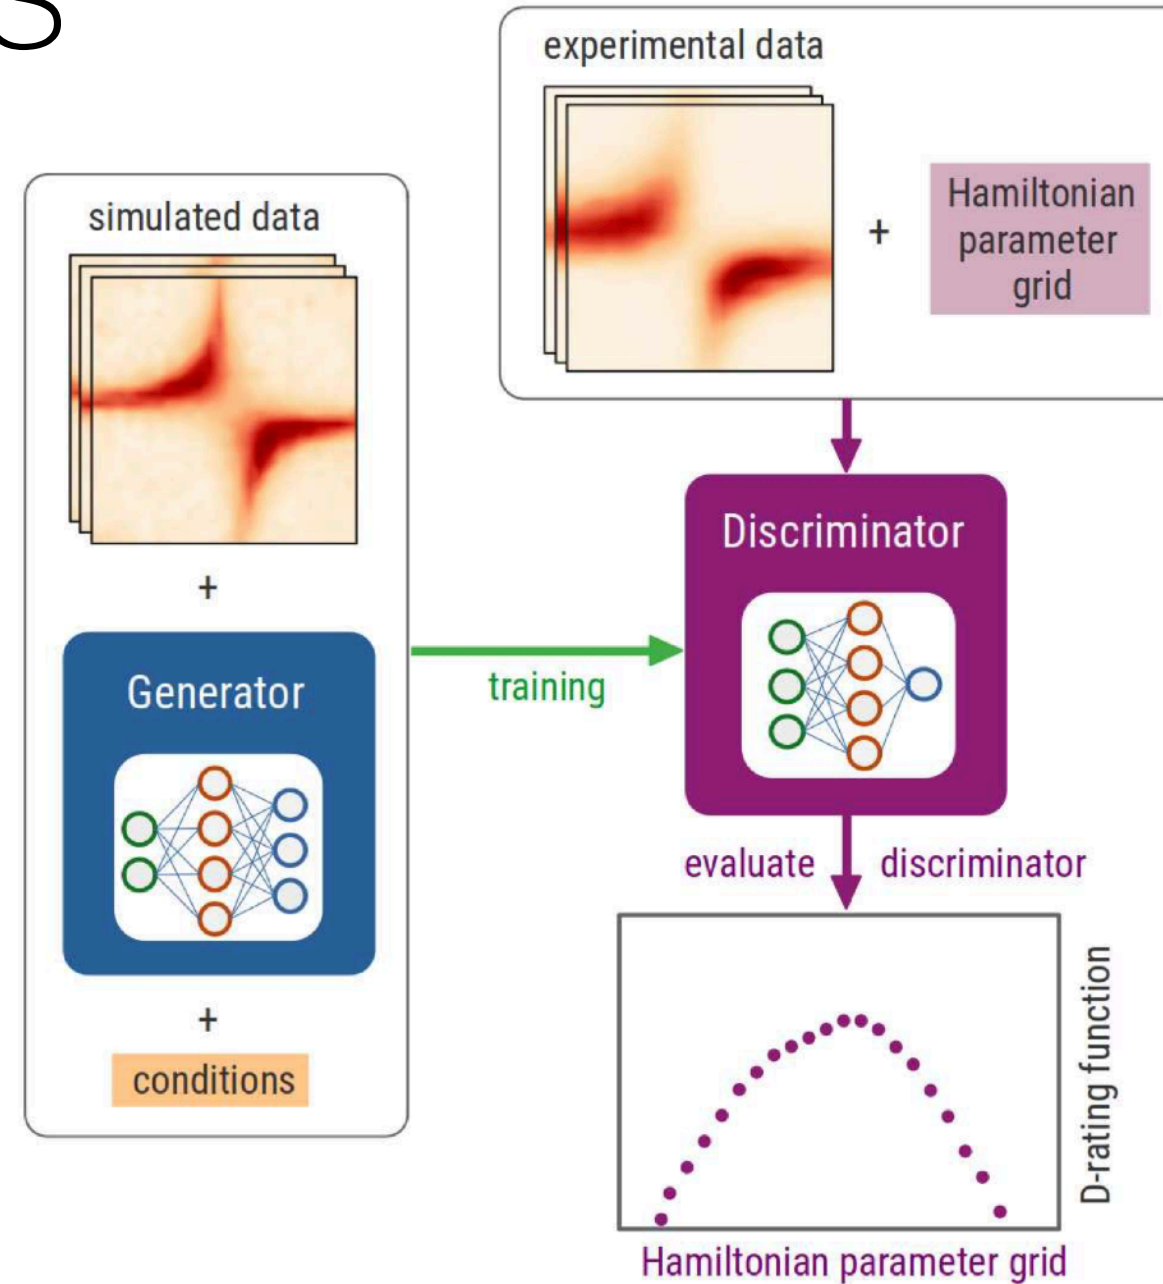 S
experimental data
+
Hamiltonian
parameter
grid
simulated data
+
Generator
+
conditions
training
Discriminator
evaluate discriminator
D-rating function
Hamiltonian parameter grid